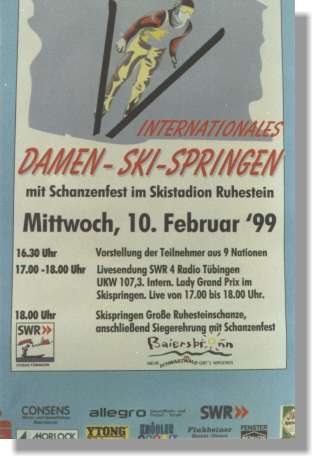 INTERNATIONALES
DAMEN-SKI-SPRINGEN
mit Schanzenfest im Skistadion Ruhestein
Mittwoch, 10. Februar '99
16.30 Uhr Vorstellung der Teilnehmer aus 9 Nationen
17.00 -18.00 Uhr Livesendung SWR 4 Radio Tübingen
UKW 107,3. Intern. Lady Grand Prix im
Skispringen. Live von 17.00 bis 18.00 Uhr.
18.00 Uhr Skispringen Große Ruhesteinschanze,
anschließend Siegerehrung mit Schanzenfest
SWR»
Baiersbronn
CONSENS allegro SWR»
MORLOCK YTONG KNÖDLER Finkbeiner FENSTER